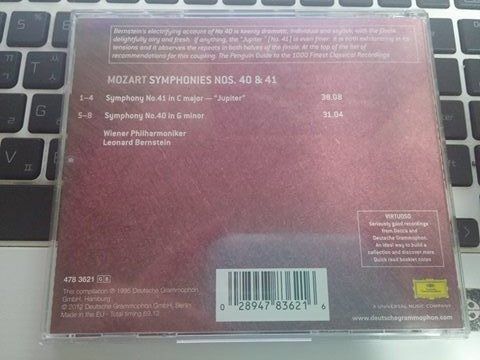 Bernstein's electrifying account of No 40 is keenly dramatic, individual and stylish, with the finale
delightfully airy and fresh. If anything, the "Jupiter" [No. 41] is even finer: it is both exhilarating in its
tensions and it observes the repeats in both halves of the finale. At the top of the list of
recommendations for this coupling. The Penguin Guide to the 1000 Finest Classical Recordings
MOZART SYMPHONIES NOS. 40 & 41
1–4 Symphony No.41 in C major — "Jupiter" 38.08
5–8 Symphony No.40 in G minor 31.04
Wiener Philharmoniker
Leonard Bernstein
VIRTUOSO
Seriously good recordings
from Decca and
Deutsche Grammophon.
An ideal way to build a
collection and discover more
Quick read booklet notes
478 3621 GB
This compilation ℗ 1995 Deutsche Grammophon
GmbH, Hamburg
© 2012 Deutsche Grammophon GmbH, Berlin
Made in the EU - Total timing 69.12
0 28947 83621 6
Deutsche
Grammophon
A UNIVERSAL MUSIC COMPANY
www.deutschegrammophon.com